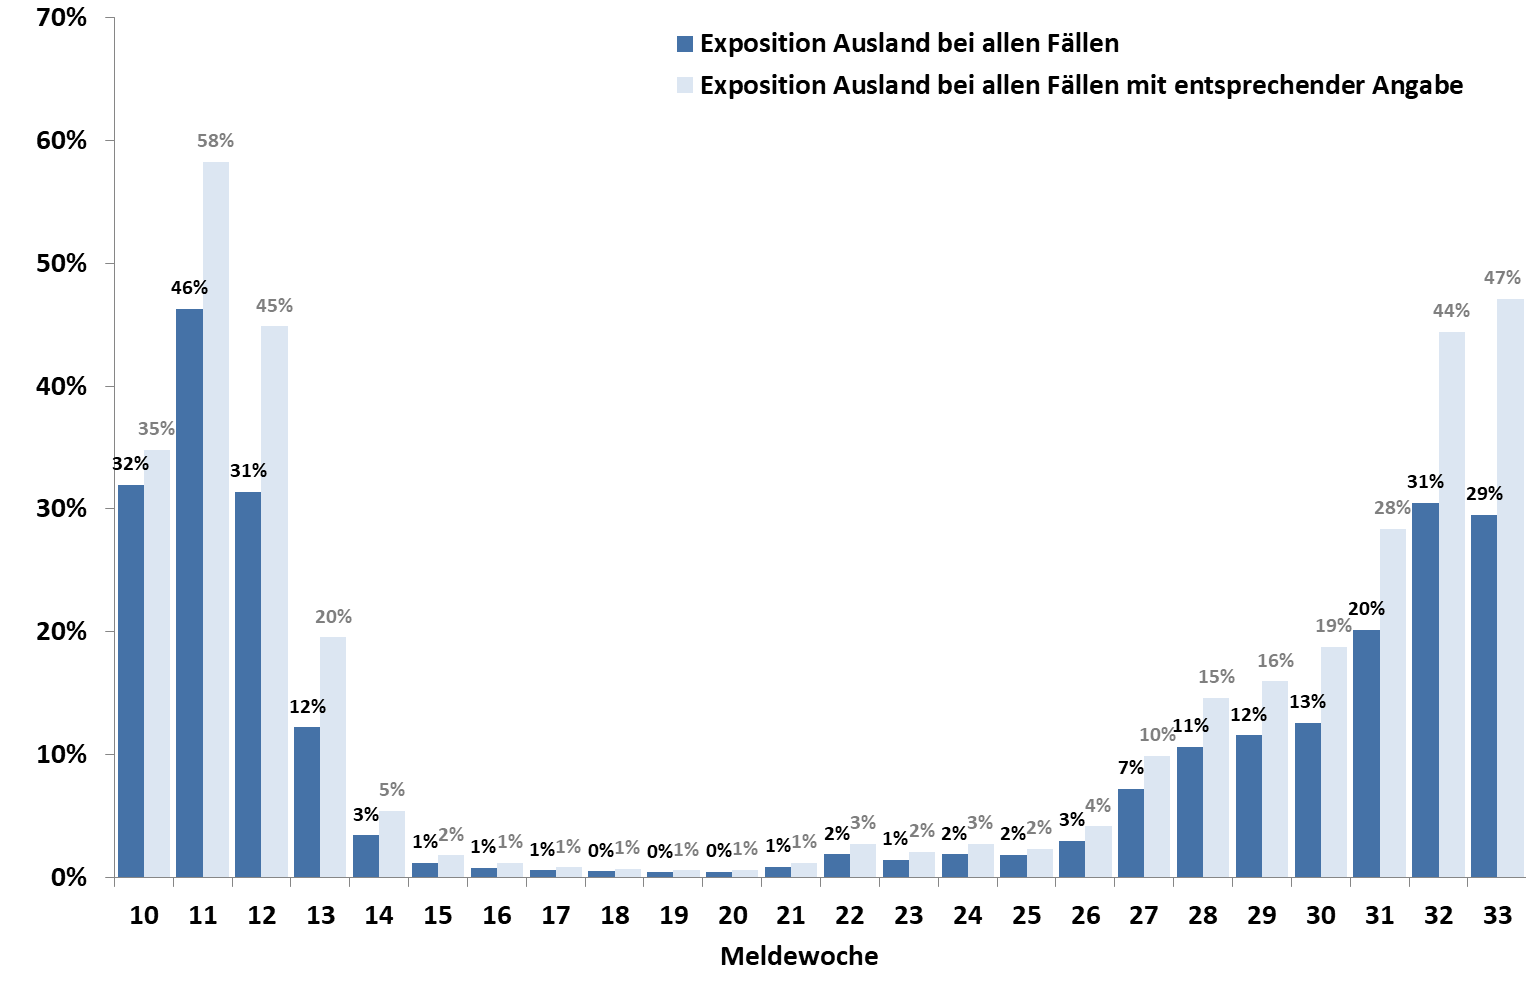 70%
Exposition Ausland bei allen Fällen
Exposition Ausland bei allen Fällen mit entsprechender Angabe
60%
50%
40%
30%
20%
10%
0%
32% 35% 46% 58% 31% 45% 12% 20% 3% 5% 1% 2% 1% 1% 1% 1% 0% 1% 0% 1% 0% 1% 1% 1% 2% 3% 1% 2% 2% 3% 2% 2% 3% 4% 7% 10% 11% 15% 12% 16% 13% 19% 20% 28% 31% 44% 29% 47%
10 11 12 13 14 15 16 17 18 19 20 21 22 23 24 25 26 27 28 29 30 31 32 33
Meldewoche